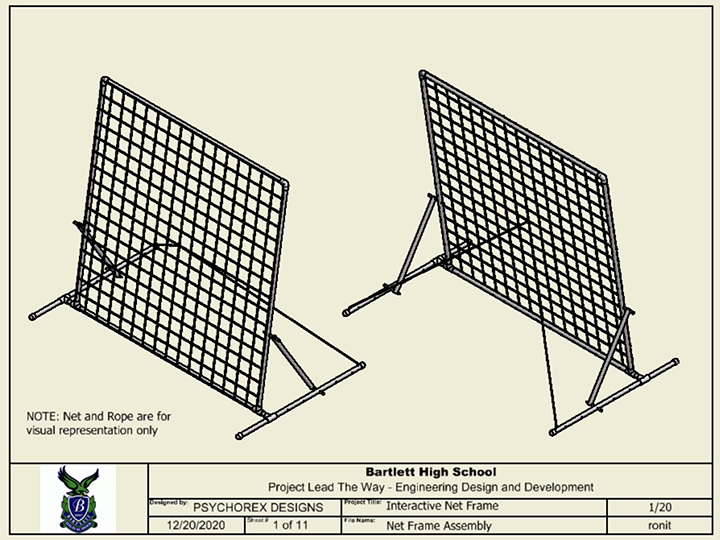 NOTE: Net and Rope are for
visual representation only
Bartlett High School
Project Lead The Way - Engineering Design and Development
Designed by: PSYCHOREX DESIGNS
Project Title: Interactive Net Frame
1/20
12/20/2020
Sheet # 1 of 11
File Name: Net Frame Assembly
ronit
B